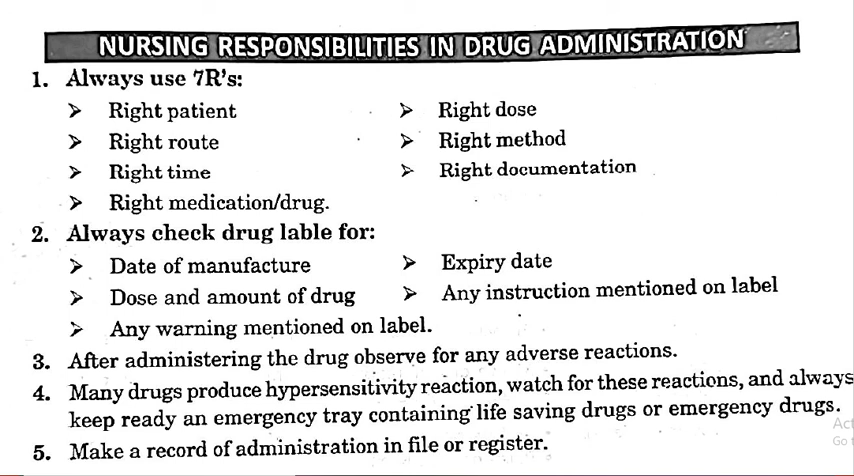 NURSING RESPONSIBILITIES IN DRUG ADMINISTRATION
1. Always use 7R's:
➢ Right patient ➢ Right dose
➢ Right route ➢ Right method
➢ Right time ➢ Right documentation
➢ Right medication/drug.
2. Always check drug lable for:
➢ Date of manufacture ➢ Expiry date
➢ Dose and amount of drug ➢ Any instruction mentioned on label
➢ Any warning mentioned on label.
3. After administering the drug observe for any adverse reactions.
4. Many drugs produce hypersensitivity reaction, watch for these reactions, and always
keep ready an emergency tray containing life saving drugs or emergency drugs.
5. Make a record of administration in file or register.